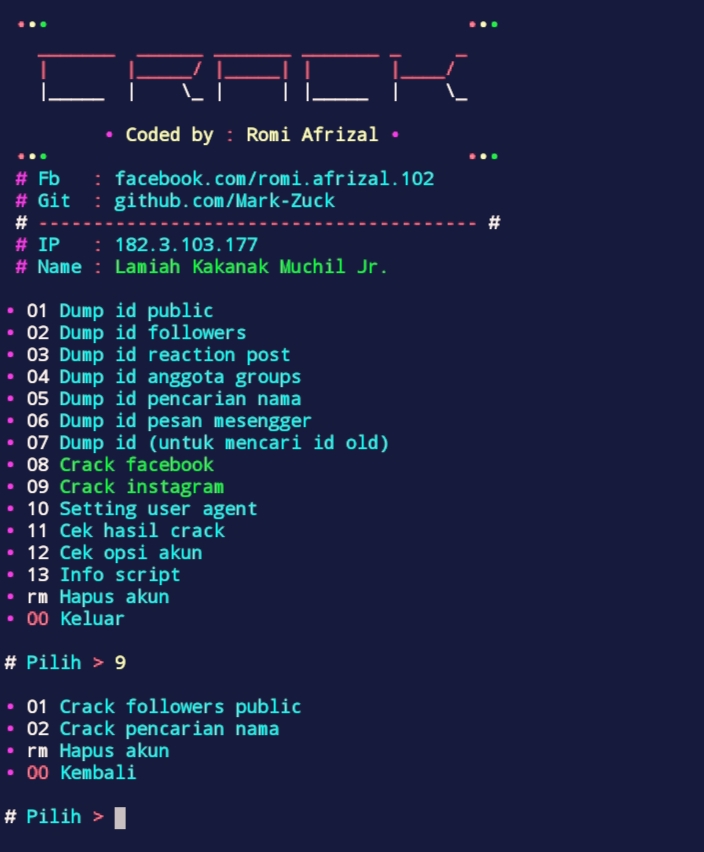 CRACK
• Coded by : Romi Afrizal •
# Fb : facebook.com/romi.afrizal.102
# Git : github.com/Mark-Zuck
# ---------------------------------------- #
# IP : 182.3.103.177
# Name : Lamiah Kakanak Muchil Jr.
• 01 Dump id public
• 02 Dump id followers
• 03 Dump id reaction post
• 04 Dump id anggota groups
• 05 Dump id pencarian nama
• 06 Dump id pesan mesengger
• 07 Dump id (untuk mencari id old)
• 08 Crack facebook
• 09 Crack instagram
• 10 Setting user agent
• 11 Cek hasil crack
• 12 Cek opsi akun
• 13 Info script
• rm Hapus akun
• 00 Keluar
# Pilih > 9
• 01 Crack followers public
• 02 Crack pencarian nama
• rm Hapus akun
• 00 Kembali
# Pilih >